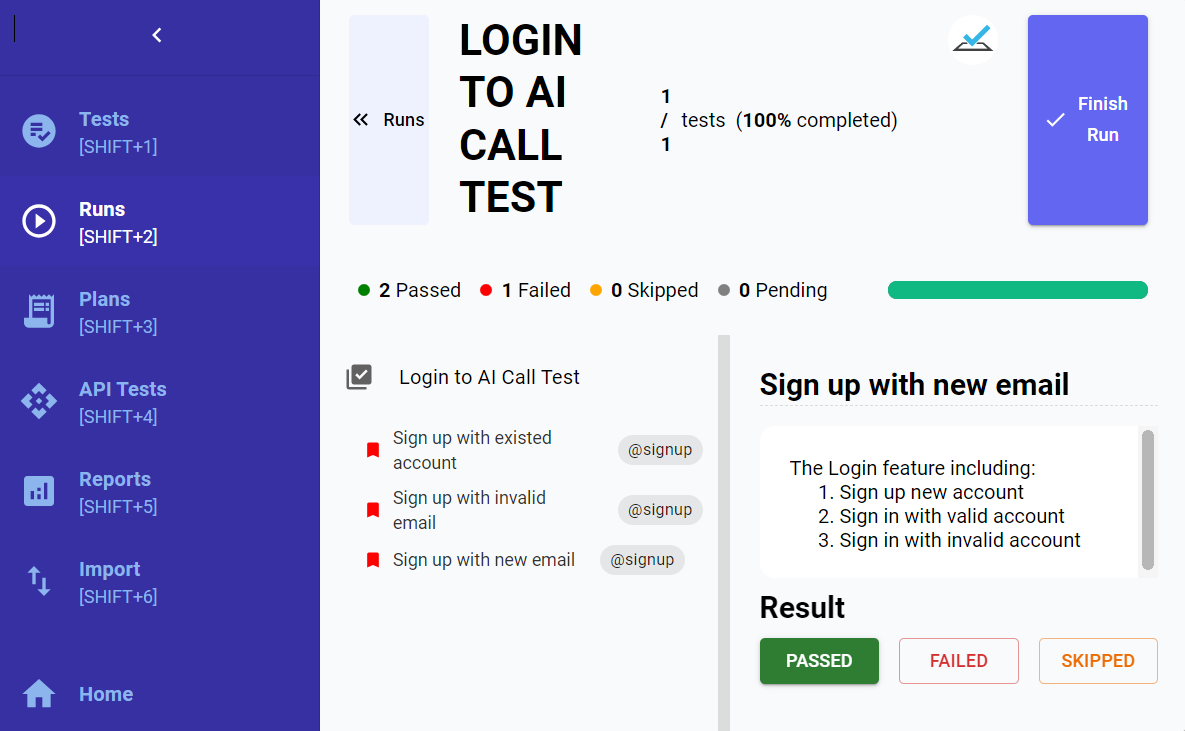 Tests
[SHIFT+1]
Runs
[SHIFT+2]
Plans
[SHIFT+3]
API Tests
[SHIFT+4]
Reports
[SHIFT+5]
Import
[SHIFT+6]
Home
Runs
LOGIN
TO AI
CALL
TEST
1
/ tests (100% completed)
1
Finish
Run
2 Passed 1 Failed 0 Skipped 0 Pending
Login to AI Call Test
Sign up with existed
account
@signup
Sign up with invalid
email
@signup
Sign up with new email @signup
Sign up with new email
The Login feature including:
1. Sign up new account
2. Sign in with valid account
3. Sign in with invalid account
Result
PASSED FAILED SKIPPED